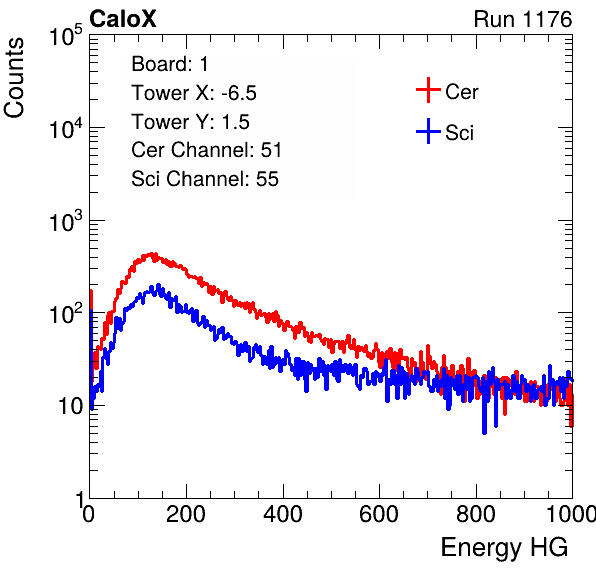 CaloX Run 1176
Counts
10^5
10^4
10^3
10^2
10
1
Board: 1
Tower X: -6.5
Tower Y: 1.5
Cer Channel: 51
Sci Channel: 55
Cer
Sci
0 200 400 600 800 1000
Energy HG